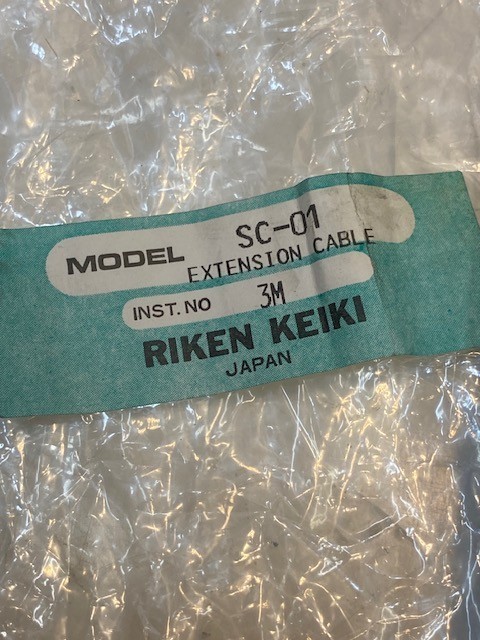 MODEL SC-01
EXTENSION CABLE
INST. NO 3M
RIKEN KEIKI
JAPAN